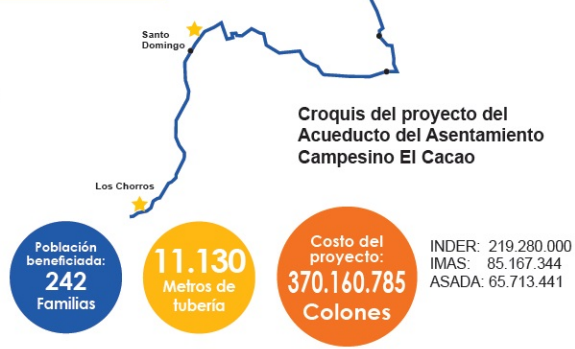 Santo
Domingo
Croquis del proyecto del
Acueducto del Asentamiento
Campesino El Cacao
Los Chorros
Población
beneficiada:
242
Familias
11.130
Metros de
tubería
Costo del
proyecto:
370.160.785
Colones
INDER: 219.280.000
IMAS: 85.167.344
ASADA: 65.713.441